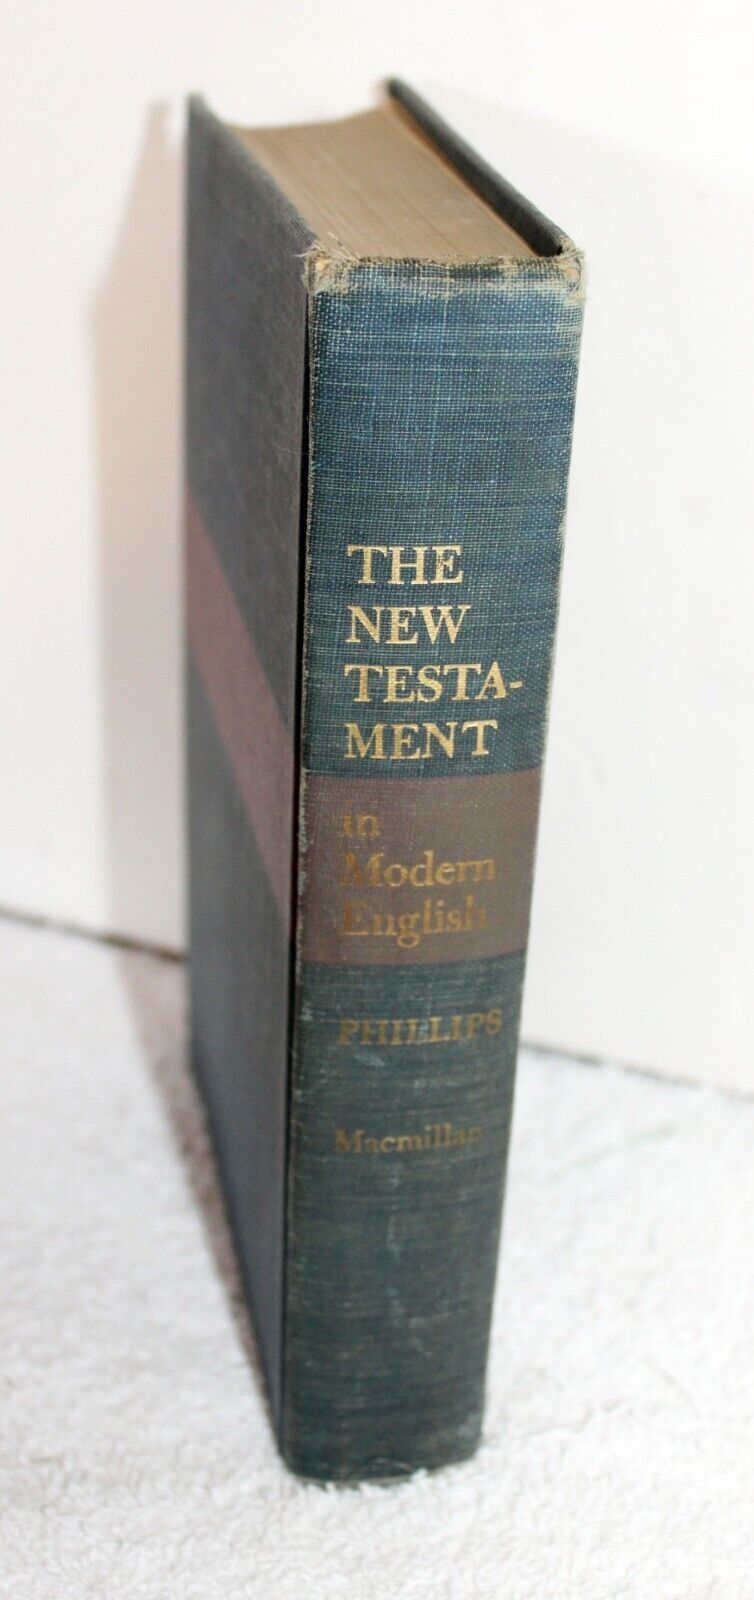 THE
NEW
TESTA-
MENT
in
Modern
English
PHILLIPS
Macmillan